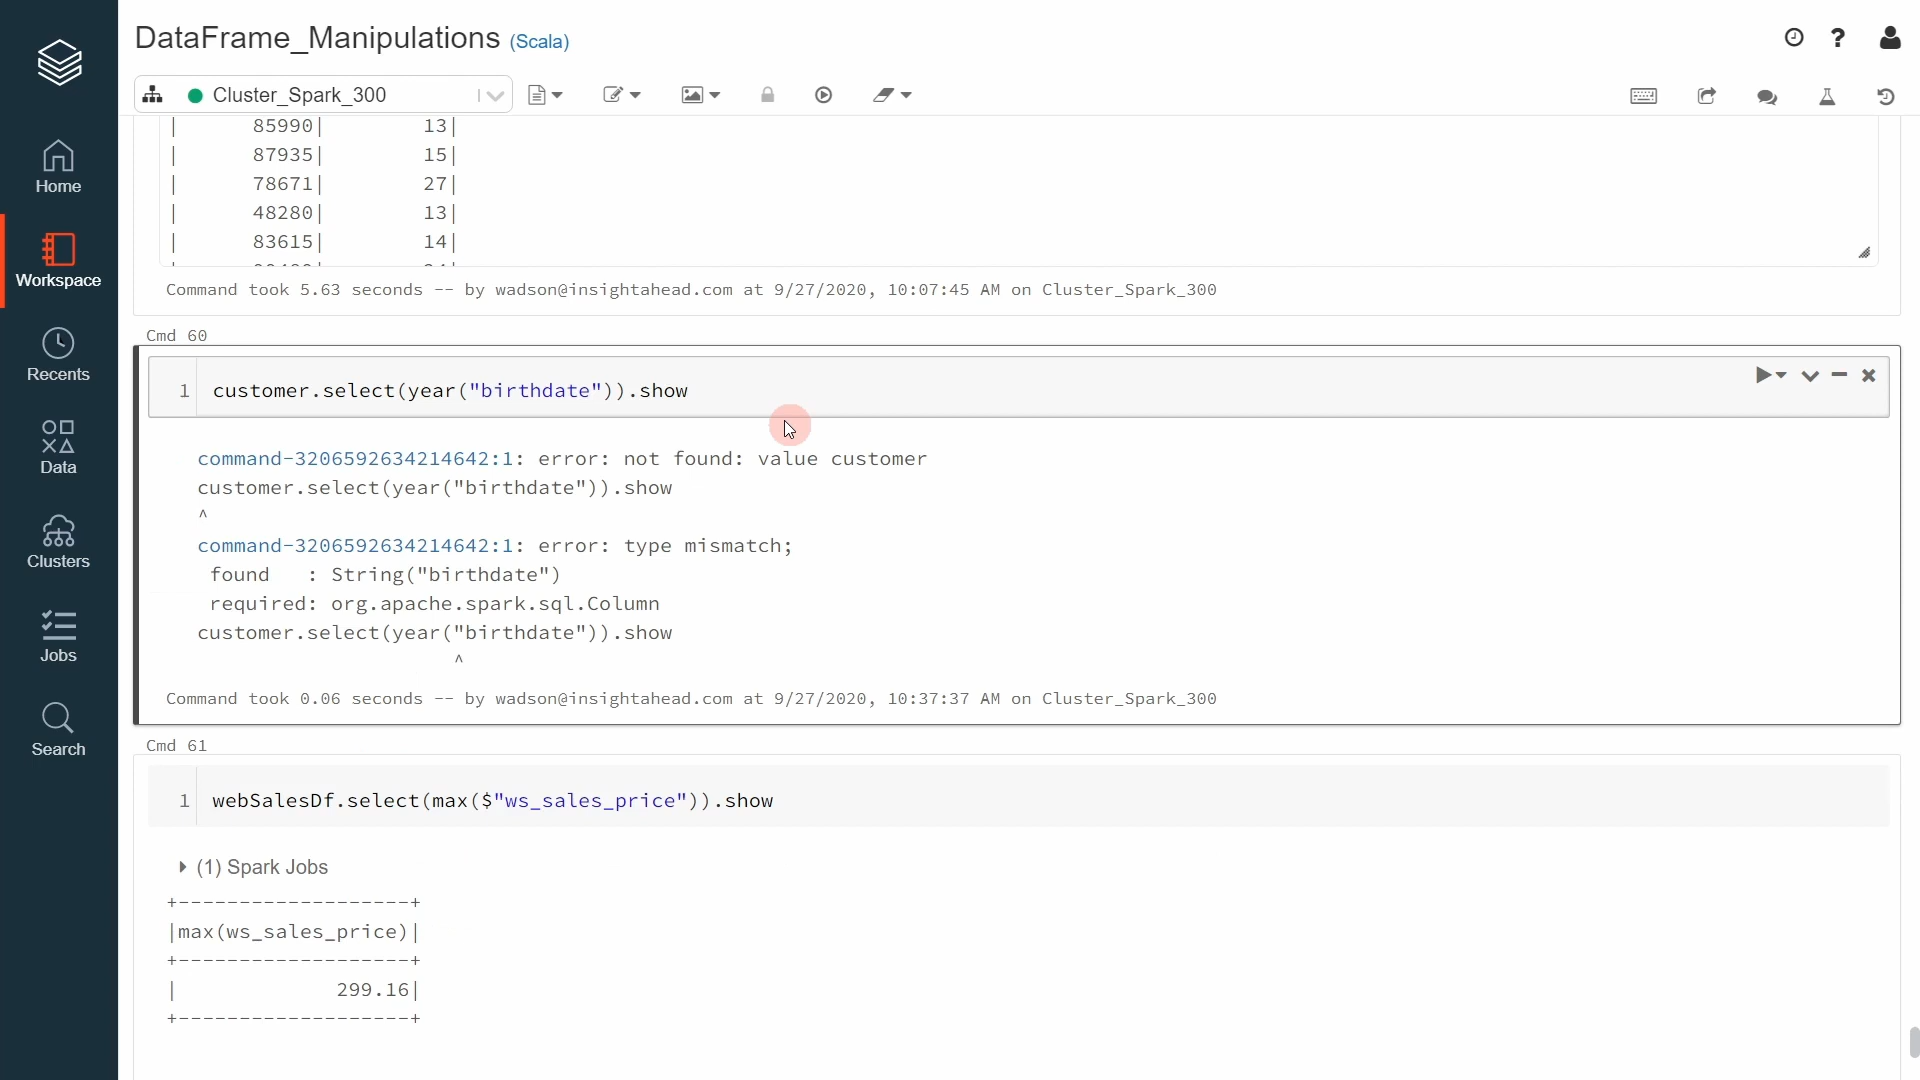 DataFrame_Manipulations (Scala)
Cluster_Spark_300
Home
Workspace
Recents
Data
Clusters
Jobs
Search
|         85990|         13|
|         87935|         15|
|         78671|         27|
|         48280|         13|
|         83615|         14|
Command took 5.63 seconds -- by wadson@insightahead.com at 9/27/2020, 10:07:45 AM on Cluster_Spark_300
Cmd 60
1 customer.select(year("birthdate")).show
command-3206592634214642:1: error: not found: value customer
customer.select(year("birthdate")).show
^
command-3206592634214642:1: error: type mismatch;
 found   : String("birthdate")
 required: org.apache.spark.sql.Column
customer.select(year("birthdate")).show
                     ^
Command took 0.06 seconds -- by wadson@insightahead.com at 9/27/2020, 10:37:37 AM on Cluster_Spark_300
Cmd 61
1 webSalesDf.select(max($"ws_sales_price")).show
(1) Spark Jobs
+-------------------+
|max(ws_sales_price)|
+-------------------+
|             299.16|
+-------------------+